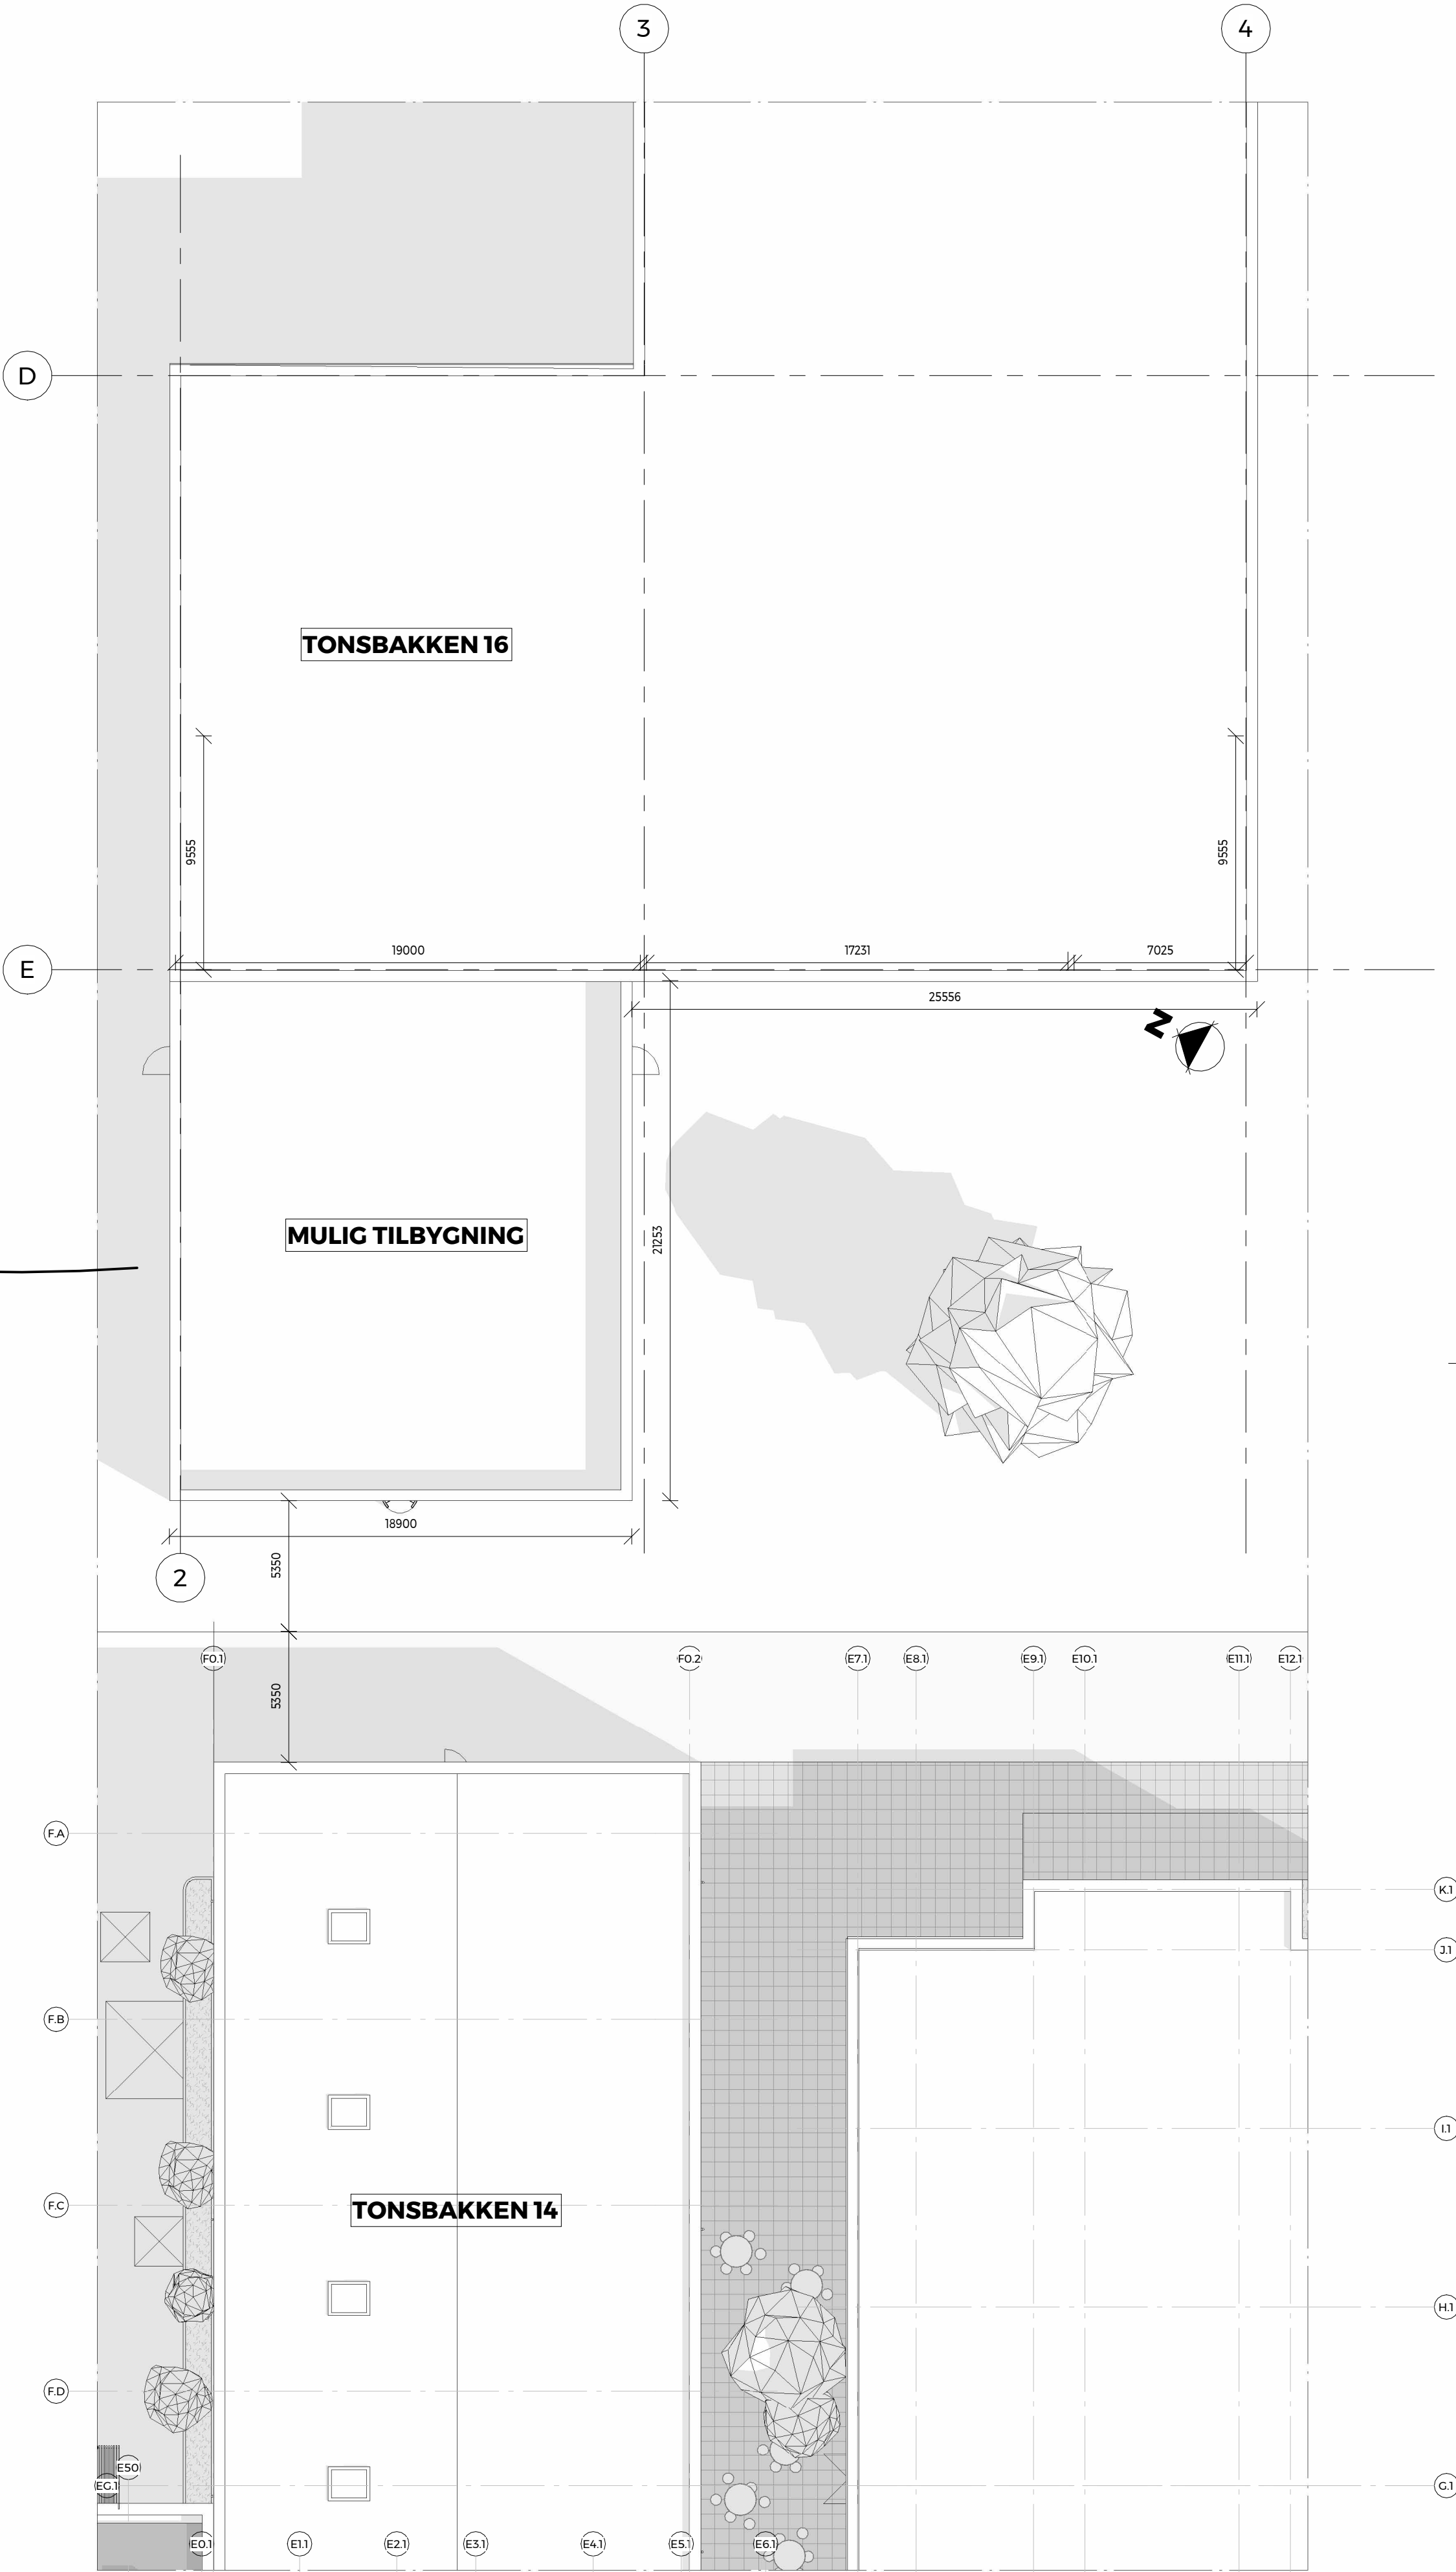 3
4
D
TONSBAKKEN 16
9555
9555
19000
17231
7025
E
25556
N
MULIG TILBYGNING
21253
18900
5350
2
F0.1
F0.2
E7.1
E8.1
E9.1
E10.1
E11.1
E12.1
5350
F.A
K.1
J.1
F.B
I.1
F.C
TONSBAKKEN 14
H.1
F.D
E50
EG.1
G.1
E0.1
E1.1
E2.1
E3.1
E4.1
E5.1
E6.1